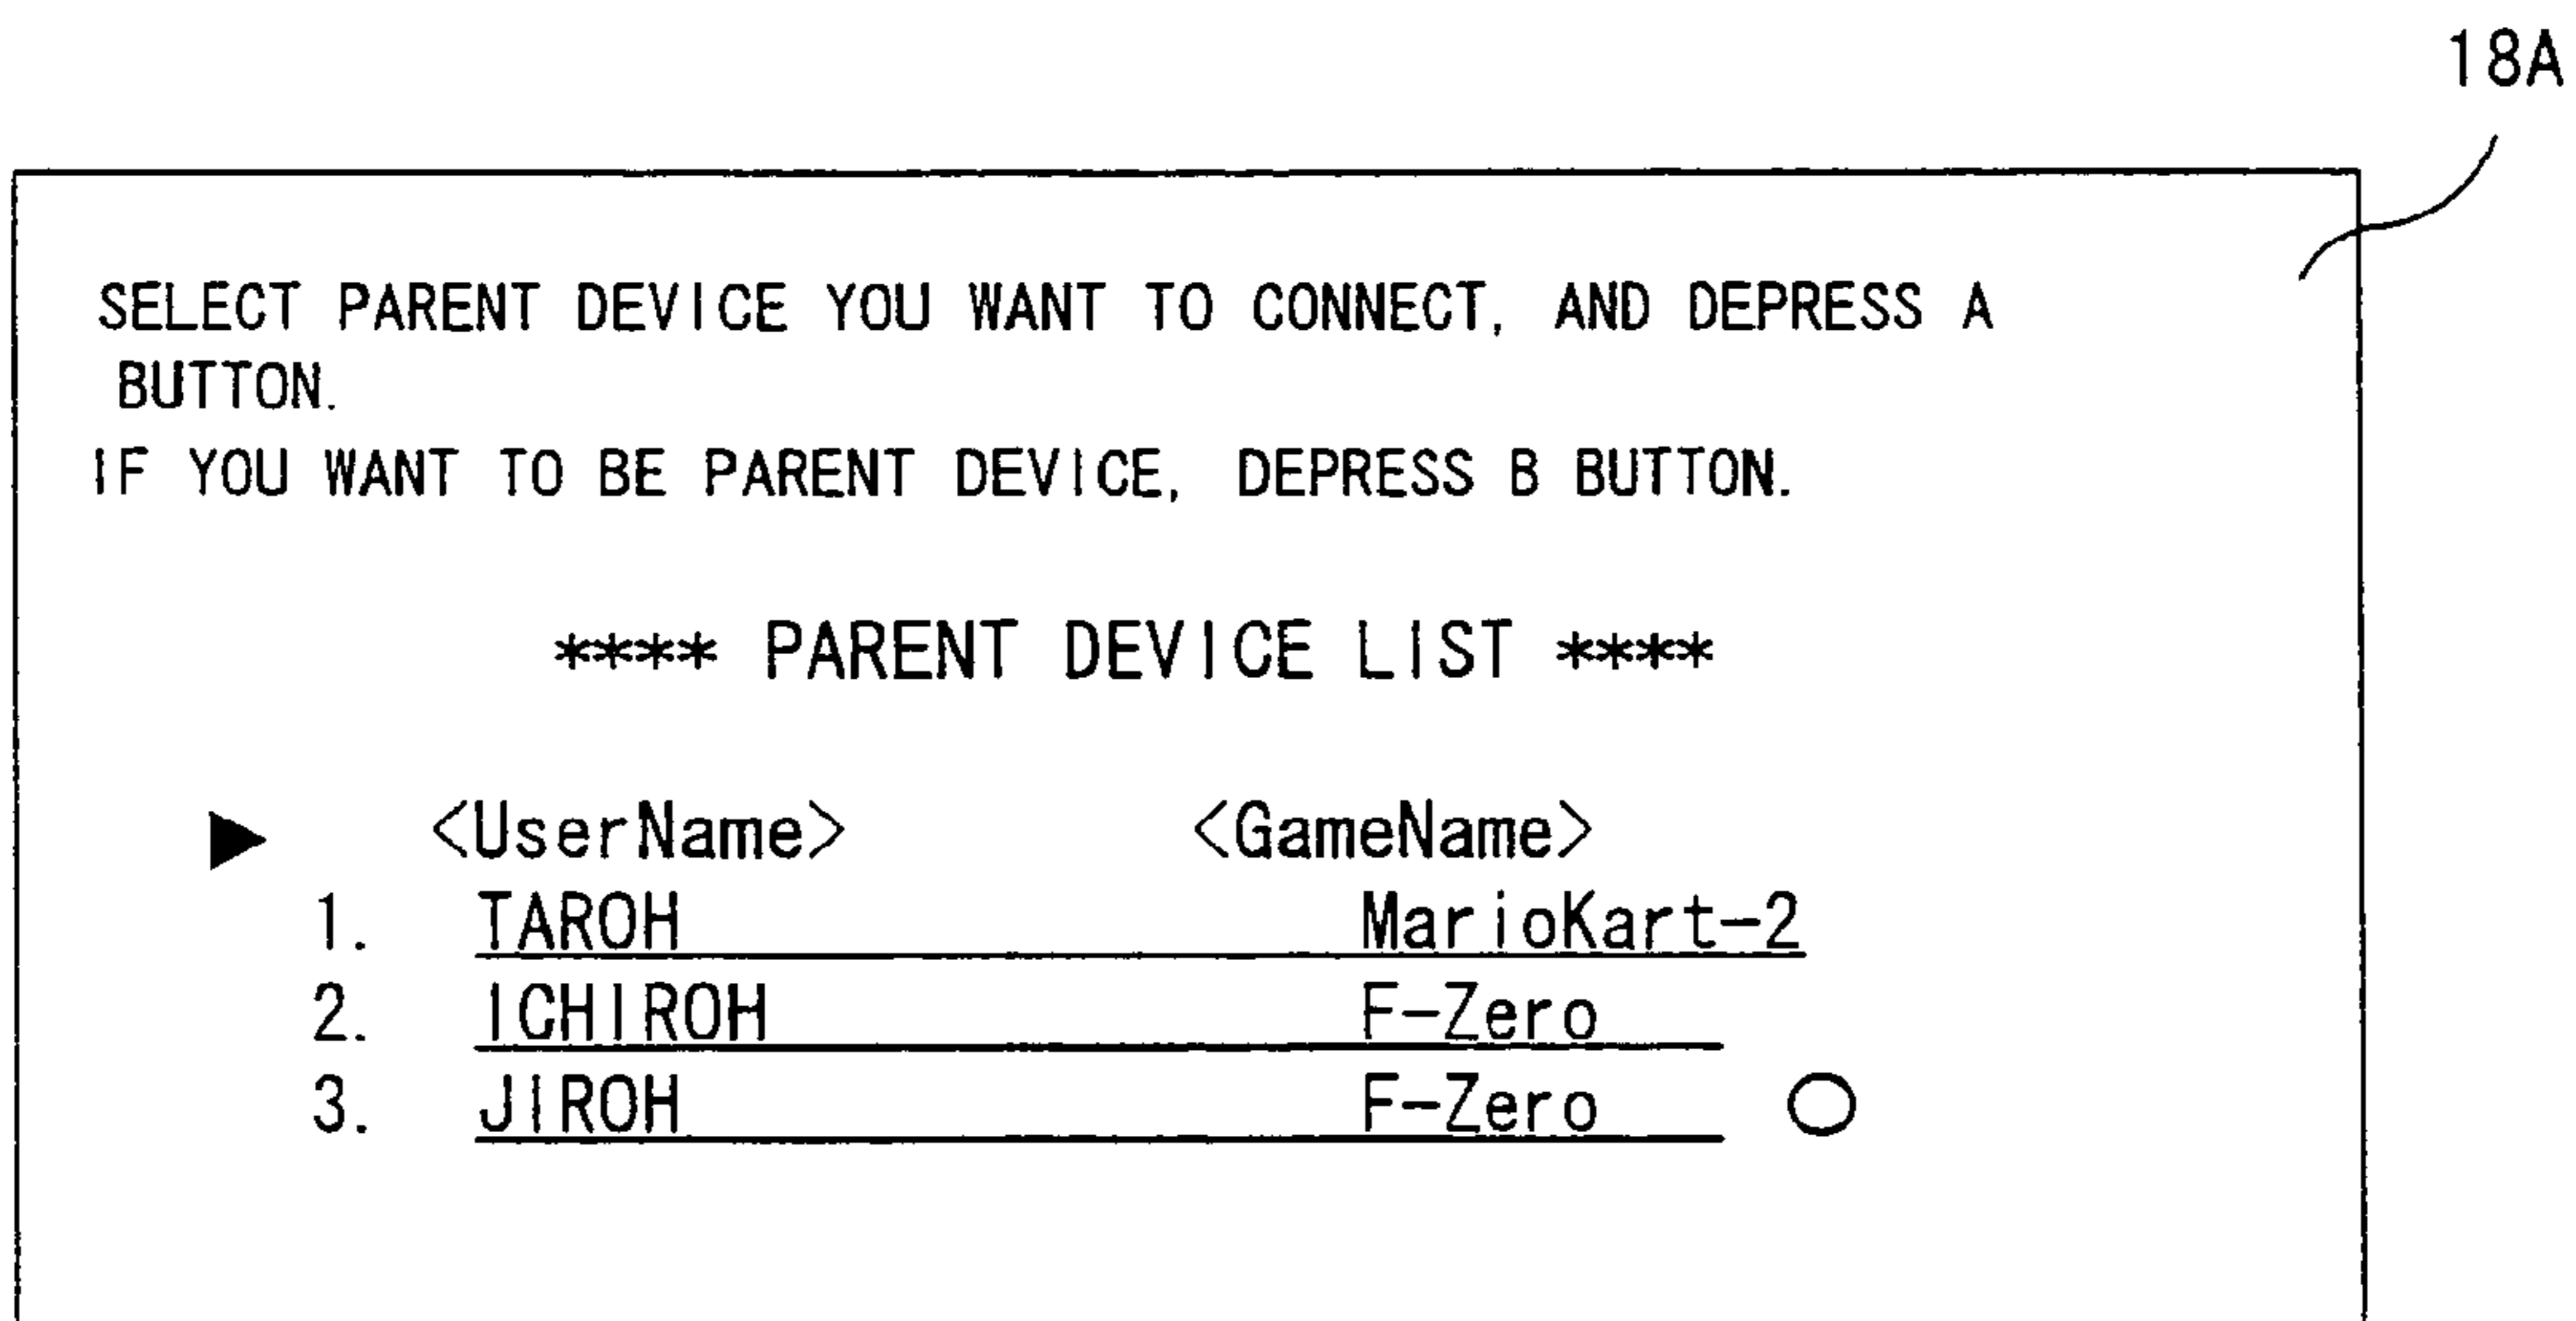 18A
SELECT PARENT DEVICE YOU WANT TO CONNECT, AND DEPRESS A
BUTTON.
IF YOU WANT TO BE PARENT DEVICE, DEPRESS B BUTTON.
**** PARENT DEVICE LIST ****
▶ <UserName> <GameName>
1. TAROH MarioKart-2
2. ICHIROH F-Zero
3. JIROH F-Zero ○